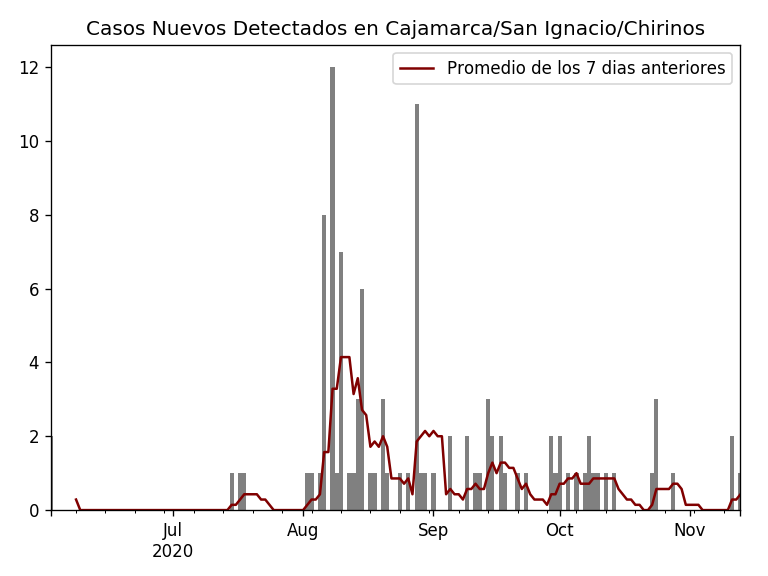 Casos Nuevos Detectados en Cajamarca/San Ignacio/Chirinos
Promedio de los 7 dias anteriores
12
10
8
6
4
2
0
Jul
2020
Aug
Sep
Oct
Nov